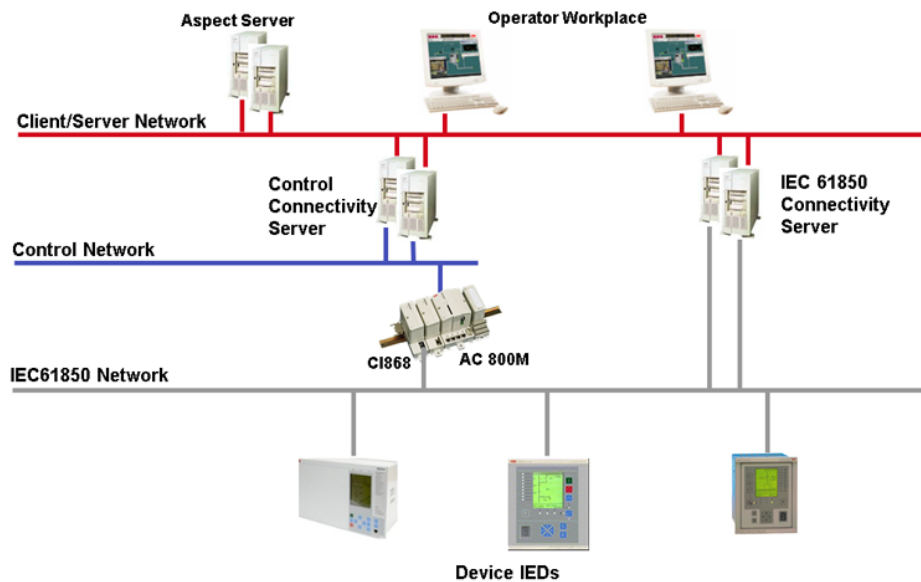 Aspect Server
Operator Workplace
Client/Server Network
Control
Connectivity
Server
IEC 61850
Connectivity
Server
Control Network
CI868
AC 800M
IEC61850 Network
Device IEDs